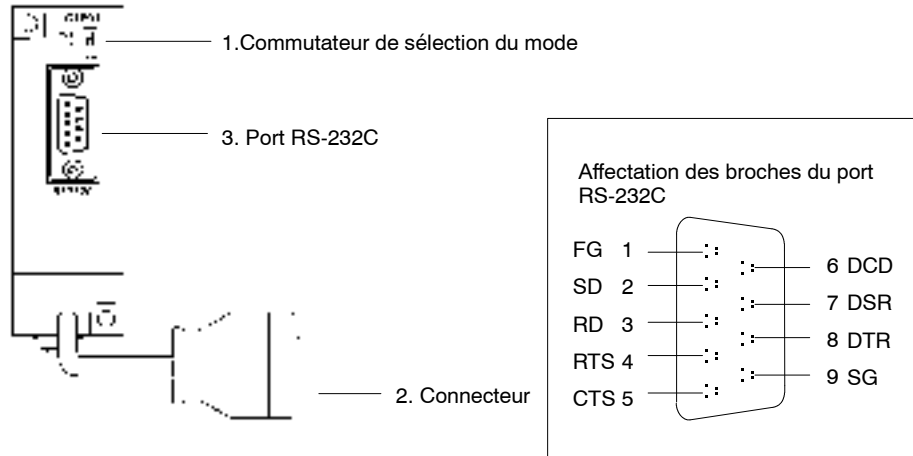 1.Commutateur de sélection du mode
3. Port RS-232C
2. Connecteur
Affectation des broches du port
RS-232C
FG 1
SD 2
RD 3
RTS 4
CTS 5
6 DCD
7 DSR
8 DTR
9 SG